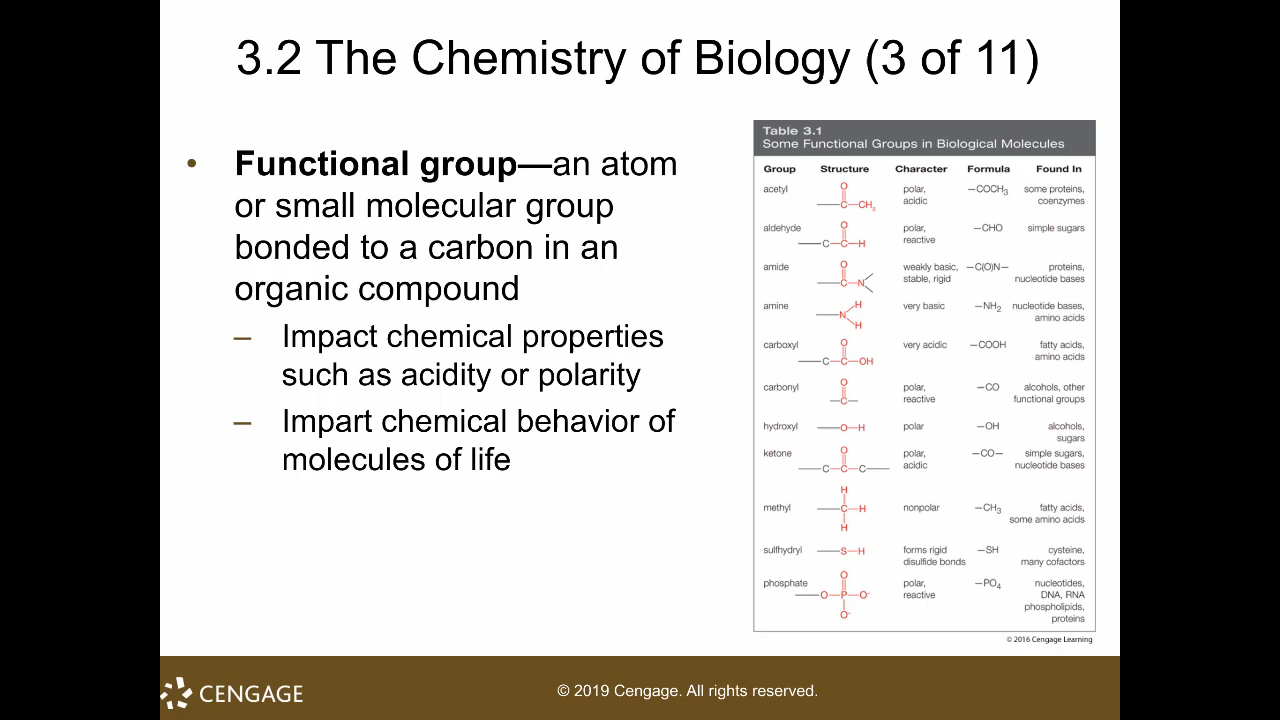 3.2 The Chemistry of Biology (3 of 11)
• Functional group—an atom
or small molecular group
bonded to a carbon in an
organic compound
– Impact chemical properties
such as acidity or polarity
– Impart chemical behavior of
molecules of life
Table 3.1
Some Functional Groups in Biological Molecules
Group Structure Character Formula Found In
acetyl O polar, —COCH₃ some proteins,
C—CH₃ acidic coenzymes
aldehyde O polar, —CHO simple sugars
C—C—H reactive
amide O weakly basic, —C(O)N— proteins,
C—N stable, rigid nucleotide bases
amine H very basic —NH₂ nucleotide bases,
N amino acids
H
carboxyl O very acidic —COOH fatty acids,
C—C—OH amino acids
carbonyl O polar, —CO alcohols, other
—C— reactive functional groups
hydroxyl —O—H polar —OH alcohols,
sugars
ketone O polar, —CO— simple sugars,
C—C—C acidic nucleotide bases
H
methyl —C—H nonpolar —CH₃ fatty acids,
H some amino acids
sulfhydryl —S—H forms rigid —SH cysteine,
disulfide bonds many cofactors
phosphate O polar, —PO₄ nucleotides,
—O—P—O⁻ reactive DNA, RNA
O⁻ phospholipids,
proteins
© 2016 Cengage Learning
CENGAGE
© 2019 Cengage. All rights reserved.